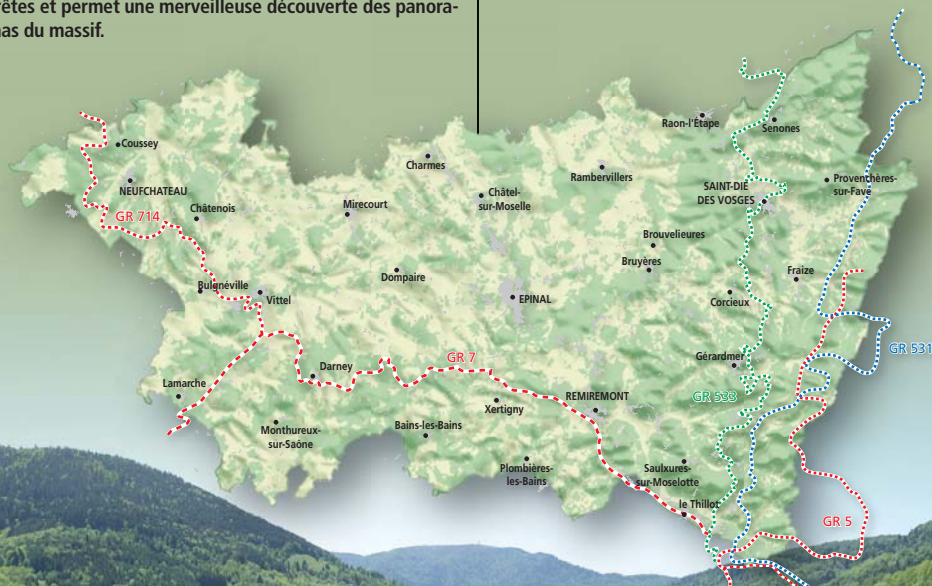 rêtes et permet une merveilleuse découverte des panora-
nas du massif.
Coussey
NEUFCHATEAU
GR 714
Châtenois
Charmes
Mirecourt
Châtel-
sur-Moselle
Rambervillers
Raon-l'Étape
Senones
SAINT-DIE
DES VOSGES
Provenchères-
sur-Fave
Brouvelieures
Bruyères
Fraize
Corcieux
Bulgnéville
Vittel
Dompaire
EPINAL
GR 531
Gérardmer
GR 533
Lamarche
Darney
GR 7
Xertigny
REMIREMONT
Monthureux-
sur-Saône
Bains-les-Bains
Plombières-
les-Bains
Saulxures-
sur-Moselotte
le Thillot
GR 5